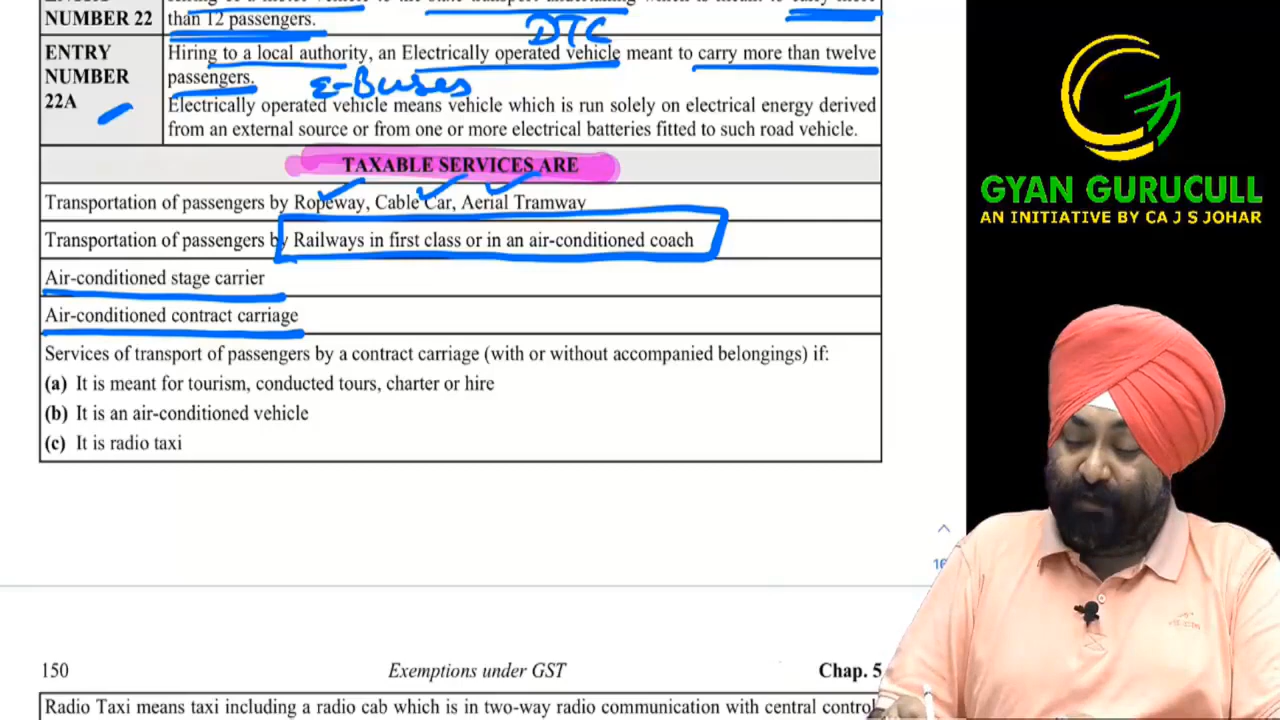 NUMBER 22
than 12 passengers.
DTC
ENTRY
NUMBER
22A
Hiring to a local authority, an Electrically operated vehicle meant to carry more than twelve
passengers.
E-Buses
Electrically operated vehicle means vehicle which is run solely on electrical energy derived
from an external source or from one or more electrical batteries fitted to such road vehicle.
TAXABLE SERVICES ARE
Transportation of passengers by Ropeway, Cable Car, Aerial Tramway
Transportation of passengers by Railways in first class or in an air-conditioned coach
Air-conditioned stage carrier
Air-conditioned contract carriage
Services of transport of passengers by a contract carriage (with or without accompanied belongings) if:
(a) It is meant for tourism, conducted tours, charter or hire
(b) It is an air-conditioned vehicle
(c) It is radio taxi
150 Exemptions under GST Chap. 5
Radio Taxi means taxi including a radio cab which is in two-way radio communication with central control
GYAN GURUCULL
AN INITIATIVE BY CA J S JOHAR